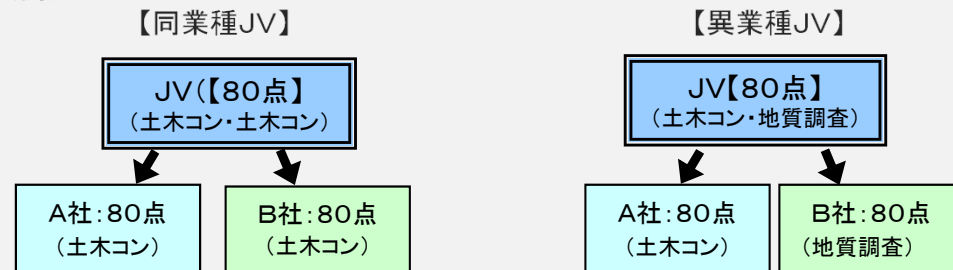 【同業種JV】
JV(【80点】
（土木コン・土木コン）
A社：80点
（土木コン）
B社：80点
（土木コン）
【異業種JV】
JV【80点】
（土木コン・地質調査）
A社：80点
（土木コン）
B社：80点
（地質調査）